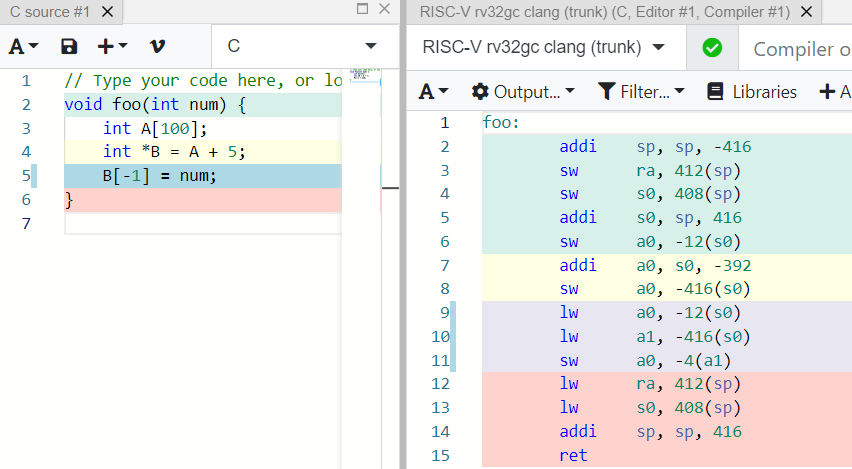 C source #1
A
C
1 // Type your code here, or lo
2 void foo(int num) {
3 int A[100];
4 int *B = A + 5;
5 B[-1] = num;
6 }
7
RISC-V rv32gc clang (trunk) (C, Editor #1, Compiler #1)
RISC-V rv32gc clang (trunk) Compiler o
A Output... Filter... Libraries + A
1 foo:
2 addi sp, sp, -416
3 sw ra, 412(sp)
4 sw s0, 408(sp)
5 addi s0, sp, 416
6 sw a0, -12(s0)
7 addi a0, s0, -392
8 sw a0, -416(s0)
9 lw a0, -12(s0)
10 lw a1, -416(s0)
11 sw a0, -4(a1)
12 lw ra, 412(sp)
13 lw s0, 408(sp)
14 addi sp, sp, 416
15 ret